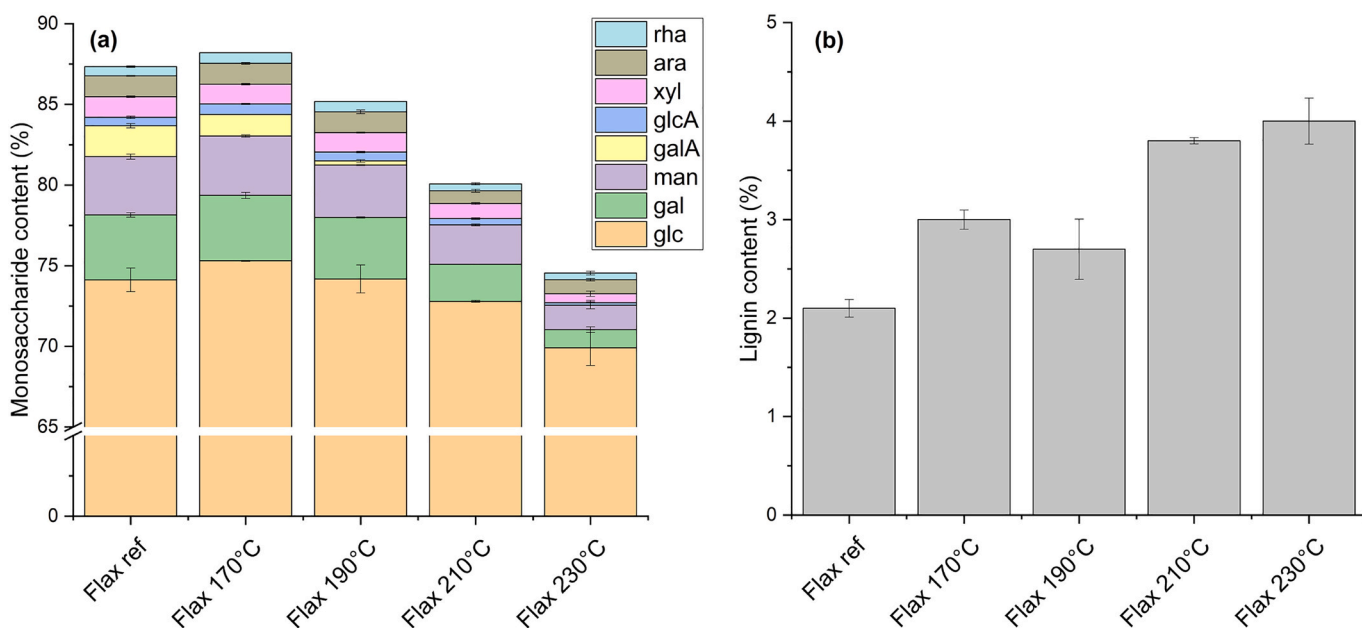 (a)
Monosaccharide content (%)
90
85
80
75
70
65
0
rha
ara
xyl
glcA
galA
man
gal
glc
Flax ref
Flax 170°C
Flax 190°C
Flax 210°C
Flax 230°C
(b)
Lignin content (%)
5
4
3
2
1
0
Flax ref
Flax 170°C
Flax 190°C
Flax 210°C
Flax 230°C